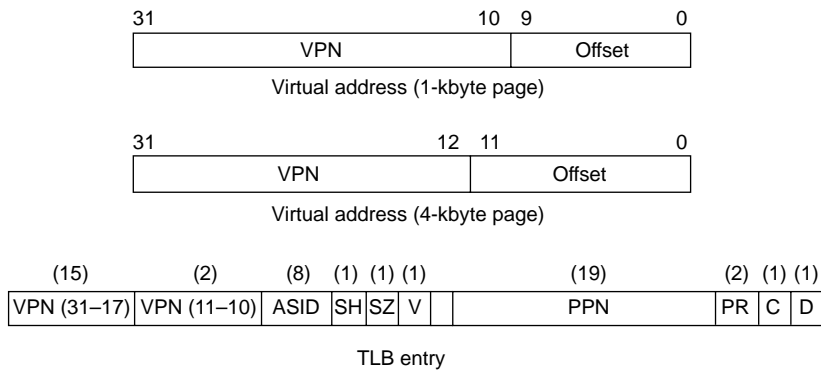 31 10 9 0
VPN Offset
Virtual address (1-kbyte page)
31 12 11 0
VPN Offset
Virtual address (4-kbyte page)
(15) (2) (8) (1) (1) (1) (19) (2) (1) (1)
VPN (31–17) VPN (11–10) ASID SH SZ V PPN PR C D
TLB entry